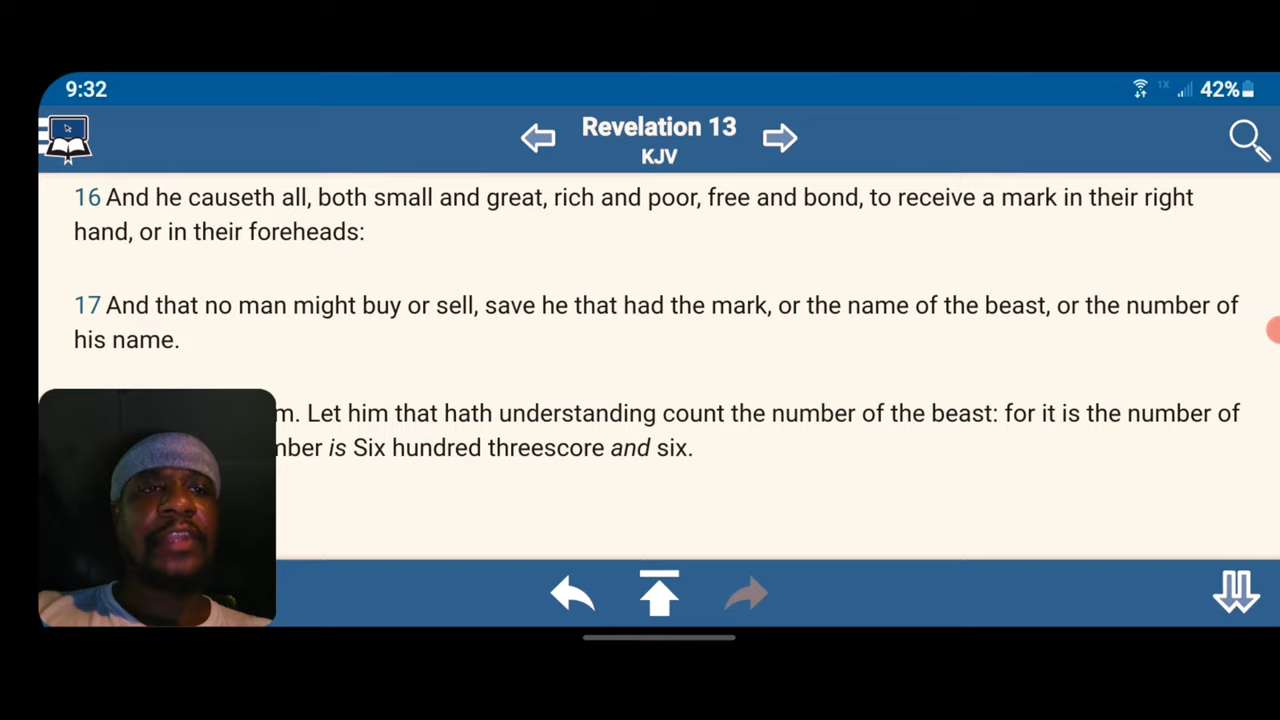 9:32
1X
42%
Revelation 13
KJV
16 And he causeth all, both small and great, rich and poor, free and bond, to receive a mark in their right
hand, or in their foreheads:
17 And that no man might buy or sell, save he that had the mark, or the name of the beast, or the number of
his name.
m. Let him that hath understanding count the number of the beast: for it is the number of
mber is Six hundred threescore and six.